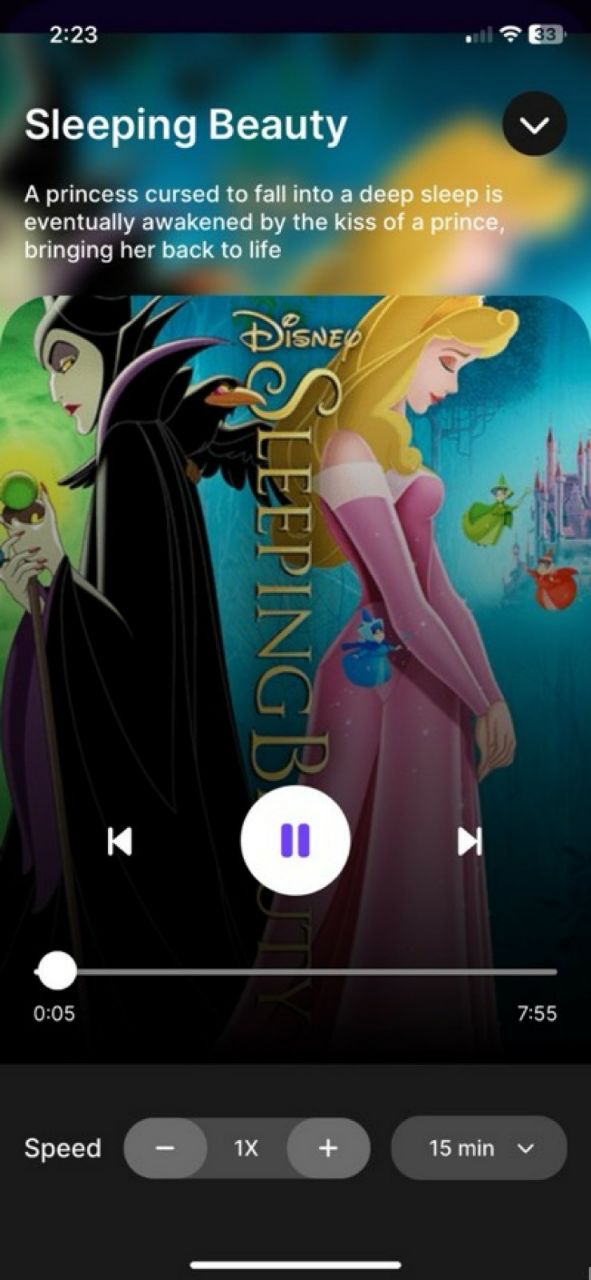 2:23
33
Sleeping Beauty
A princess cursed to fall into a deep sleep is
eventually awakened by the kiss of a prince,
bringing her back to life
DISNEY
SLEEPING BEAUTY
0:05
7:55
Speed
1X
15 min